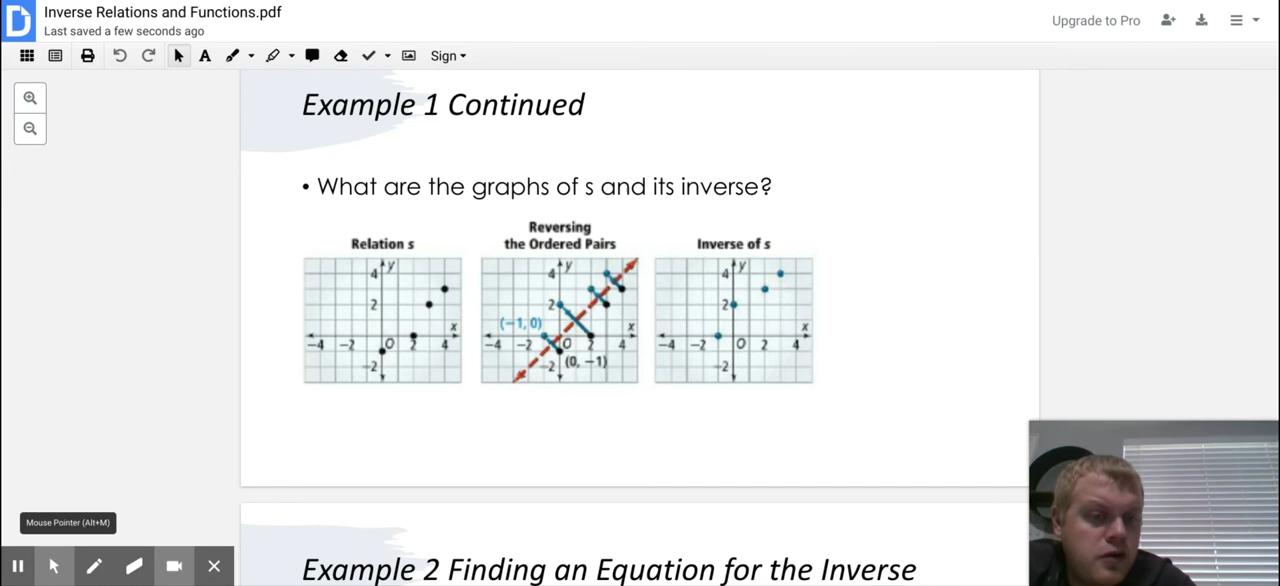 Inverse Relations and Functions.pdf
Last saved a few seconds ago
Upgrade to Pro
A
Sign
Example 1 Continued
• What are the graphs of s and its inverse?
Relation s
4 y
2
x
-4 -2 O 2 4
-2
Reversing
the Ordered Pairs
4 y
2
(-1, 0)
x
-4 -2 O 2 4
-2 (0, -1)
Inverse of s
4 y
2
x
-4 -2 O 2 4
-2
Mouse Pointer (Alt+M)
Example 2 Finding an Equation for the Inverse